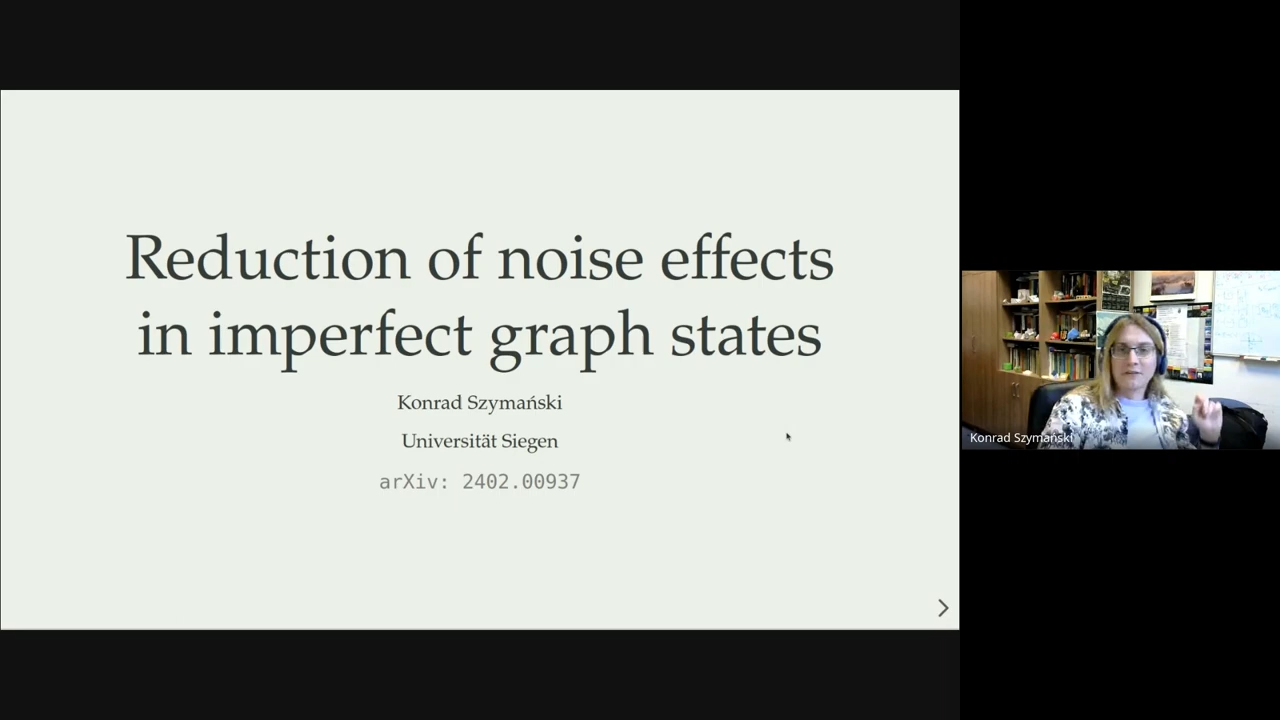 Reduction of noise effects
in imperfect graph states
Konrad Szymański
Universität Siegen
arXiv: 2402.00937
Konrad Szymański